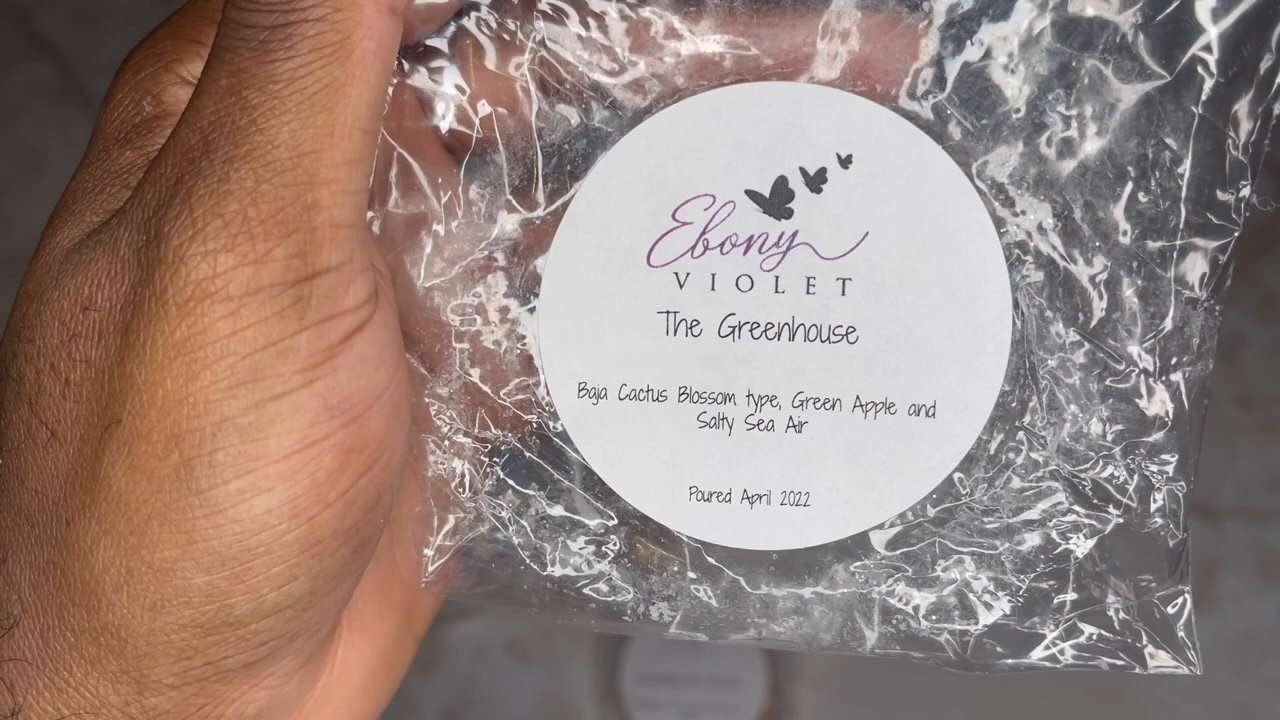 Ebony
VIOLET
The Greenhouse
Baja Cactus Blossom type, Green Apple and
Salty Sea Air
Poured April 2022